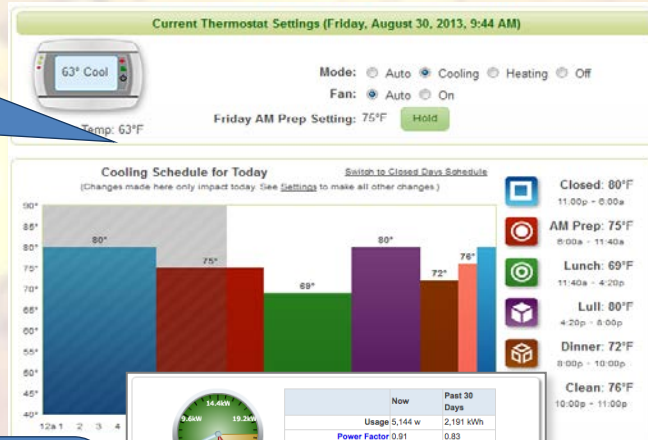 Current Thermostat Settings (Friday, August 30, 2013, 9:44 AM)
63° Cool
Mode: Auto Cooling Heating Off
Fan: Auto On
Temp: 63°F
Friday AM Prep Setting: 75°F Hold
Cooling Schedule for Today
Switch to Closed Days Schedule
(Changes made here only impact today. See Settings to make all other changes.)
90°
85°
80°
75°
70°
65°
60°
55°
50°
45°
40°
80°
75°
69°
80°
72°
76°
12a 1 2 3 4
Closed: 80°F
11:00p - 6:00a
AM Prep: 75°F
6:00a - 11:40a
Lunch: 69°F
11:40a - 4:20p
Lull: 80°F
4:20p - 8:00p
Dinner: 72°F
8:00p - 10:00p
Clean: 76°F
10:00p - 11:00p
14.4kW
9.6kW
19.2kW
Now Past 30 Days
Usage 5,144 w 2,191 kWh
Power Factor 0.91 0.83